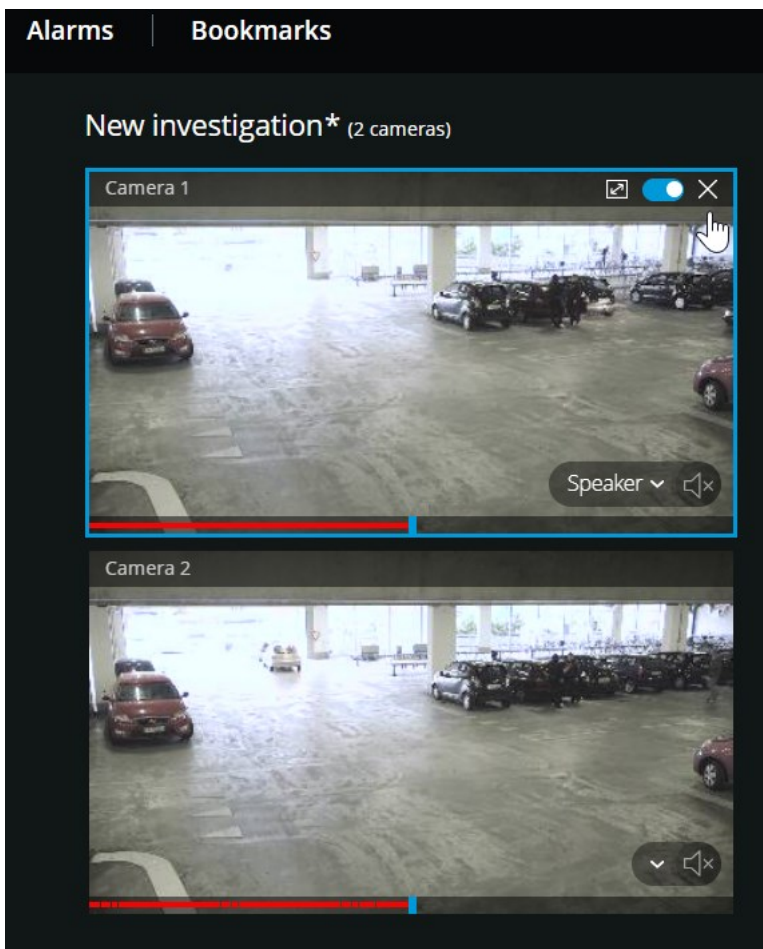 Alarms Bookmarks
New investigation* (2 cameras)
Camera 1
Speaker
Camera 2